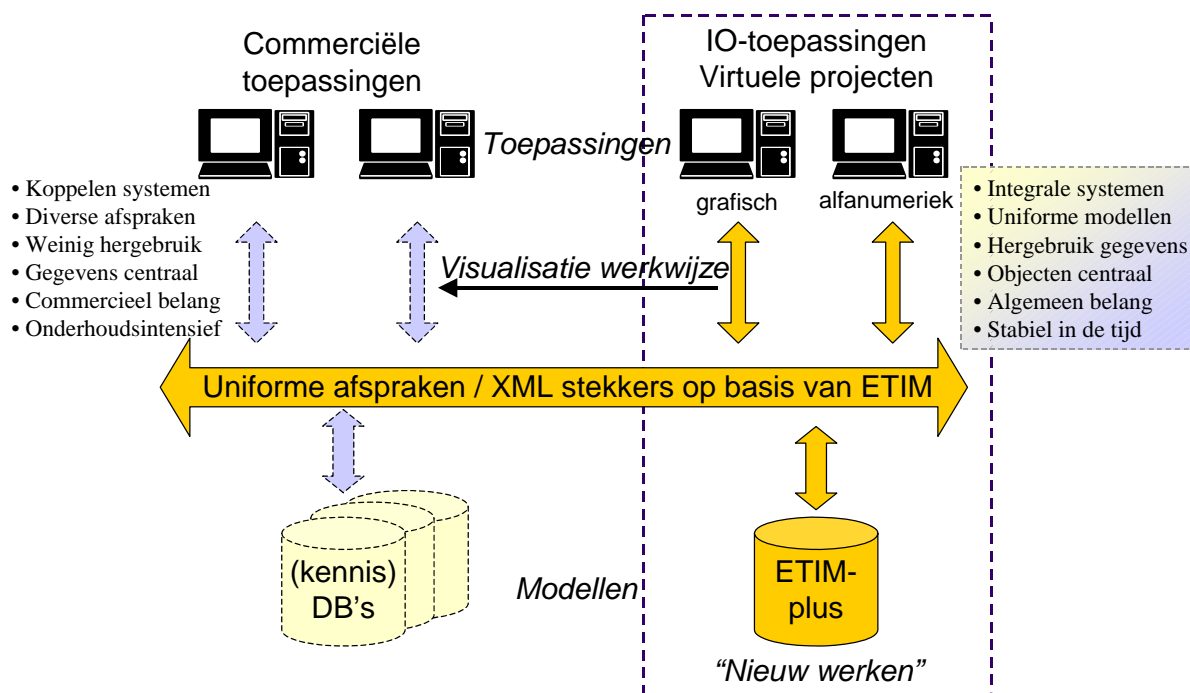 Commerciële
toepassingen
IO-toepassingen
Virtuele projecten
Toepassingen
grafisch
alfanumeriek
• Koppelen systemen
• Diverse afspraken
• Weinig hergebruik
• Gegevens centraal
• Commercieel belang
• Onderhoudsintensief
• Integrale systemen
• Uniforme modellen
• Hergebruik gegevens
• Objecten centraal
• Algemeen belang
• Stabiel in de tijd
Visualisatie werkwijze
Uniforme afspraken / XML stekkers op basis van ETIM
(kennis)
DB's
Modellen
ETIM-
plus
“Nieuw werken”